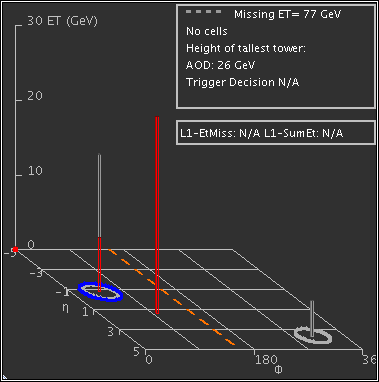 30 ET (GeV)
Missing ET= 77 GeV
No cells
Height of tallest tower:
AOD: 26 GeV
Trigger Decision N/A
20
L1-EtMiss: N/A L1-SumEt: N/A
10
0
-5
-3
-1
η
1
3
5
0
180
Φ
36